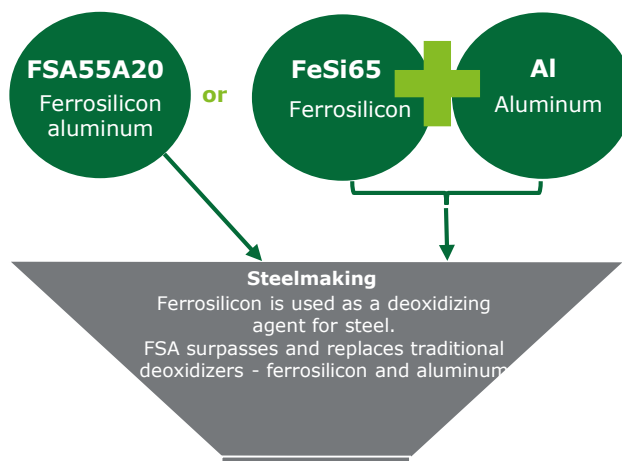 FSA55A20
Ferrosilicon
aluminum
or
FeSi65
Ferrosilicon
Al
Aluminum
Steelmaking
Ferrosilicon is used as a deoxidizing
agent for steel.
FSA surpasses and replaces traditional
deoxidizers - ferrosilicon and aluminum